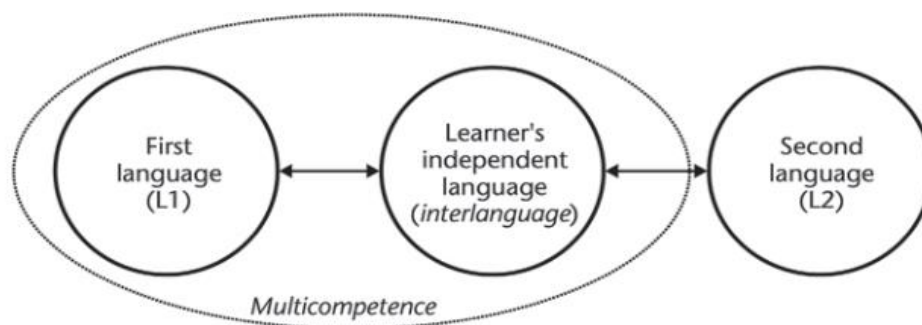 First
language
(L1)
Learner's
independent
language
(interlanguage)
Second
language
(L2)
Multicompetence